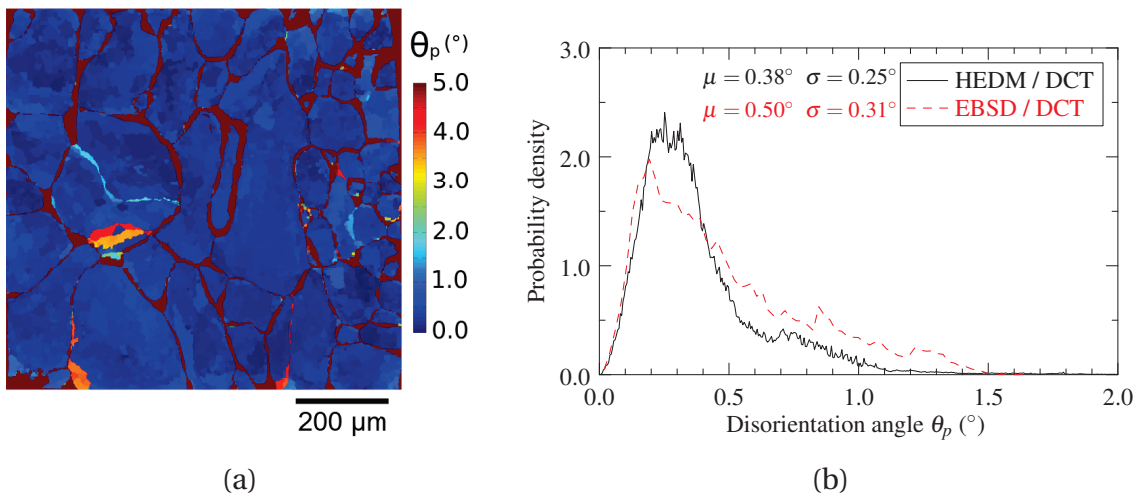 θp (°)
5.0
4.0
3.0
2.0
1.0
0.0
200 µm
(a)
3.0
2.0
1.0
0.0
Probability density
μ = 0.38° σ = 0.25°
μ = 0.50° σ = 0.31°
HEDM / DCT
EBSD / DCT
0.0 0.5 1.0 1.5 2.0
Disorientation angle θp (°)
(b)